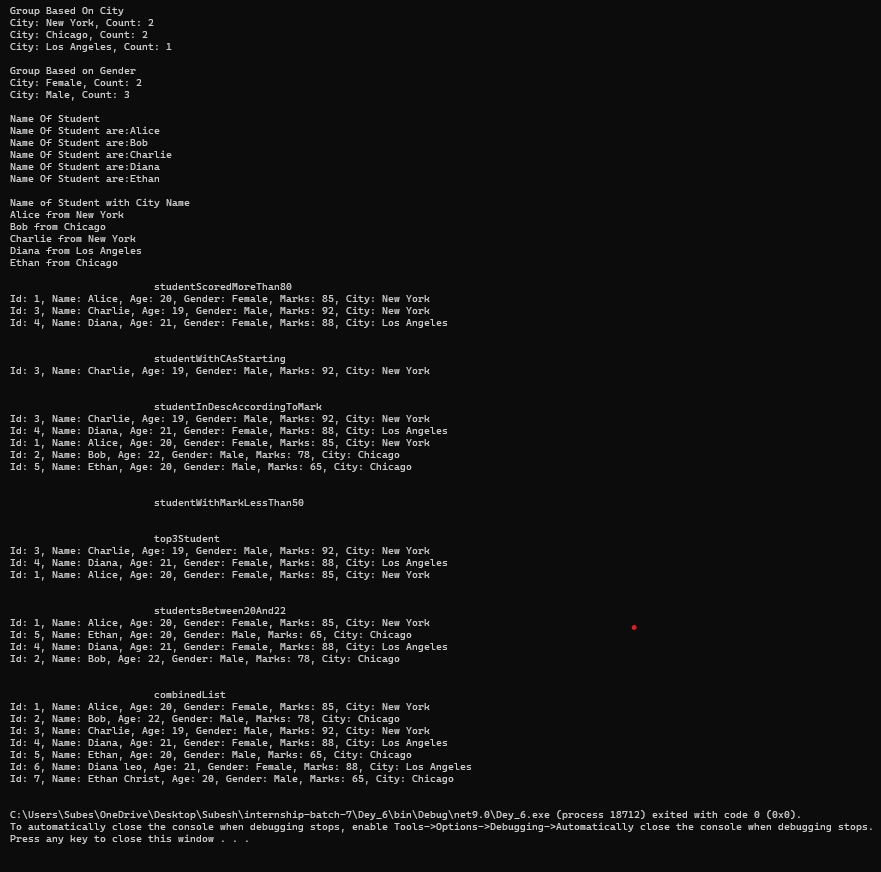 Group Based On City
City: New York, Count: 2
City: Chicago, Count: 2
City: Los Angeles, Count: 1
Group Based on Gender
City: Female, Count: 2
City: Male, Count: 3
Name Of Student
Name Of Student are:Alice
Name Of Student are:Bob
Name Of Student are:Charlie
Name Of Student are:Diana
Name Of Student are:Ethan
Name of Student with City Name
Alice from New York
Bob from Chicago
Charlie from New York
Diana from Los Angeles
Ethan from Chicago
studentScoredMoreThan80
Id: 1, Name: Alice, Age: 20, Gender: Female, Marks: 85, City: New York
Id: 3, Name: Charlie, Age: 19, Gender: Male, Marks: 92, City: New York
Id: 4, Name: Diana, Age: 21, Gender: Female, Marks: 88, City: Los Angeles
studentWithCAsStarting
Id: 3, Name: Charlie, Age: 19, Gender: Male, Marks: 92, City: New York
studentInDescAccordingToMark
Id: 3, Name: Charlie, Age: 19, Gender: Male, Marks: 92, City: New York
Id: 4, Name: Diana, Age: 21, Gender: Female, Marks: 88, City: Los Angeles
Id: 1, Name: Alice, Age: 20, Gender: Female, Marks: 85, City: New York
Id: 2, Name: Bob, Age: 22, Gender: Male, Marks: 78, City: Chicago
Id: 5, Name: Ethan, Age: 20, Gender: Male, Marks: 65, City: Chicago
studentWithMarkLessThan50
top3Student
Id: 3, Name: Charlie, Age: 19, Gender: Male, Marks: 92, City: New York
Id: 4, Name: Diana, Age: 21, Gender: Female, Marks: 88, City: Los Angeles
Id: 1, Name: Alice, Age: 20, Gender: Female, Marks: 85, City: New York
studentsBetween20And22
Id: 1, Name: Alice, Age: 20, Gender: Female, Marks: 85, City: New York
Id: 5, Name: Ethan, Age: 20, Gender: Male, Marks: 65, City: Chicago
Id: 4, Name: Diana, Age: 21, Gender: Female, Marks: 88, City: Los Angeles
Id: 2, Name: Bob, Age: 22, Gender: Male, Marks: 78, City: Chicago
combinedList
Id: 1, Name: Alice, Age: 20, Gender: Female, Marks: 85, City: New York
Id: 2, Name: Bob, Age: 22, Gender: Male, Marks: 78, City: Chicago
Id: 3, Name: Charlie, Age: 19, Gender: Male, Marks: 92, City: New York
Id: 4, Name: Diana, Age: 21, Gender: Female, Marks: 88, City: Los Angeles
Id: 5, Name: Ethan, Age: 20, Gender: Male, Marks: 65, City: Chicago
Id: 6, Name: Diana leo, Age: 21, Gender: Female, Marks: 88, City: Los Angeles
Id: 7, Name: Ethan Christ, Age: 20, Gender: Male, Marks: 65, City: Chicago
C:\Users\Subes\OneDrive\Desktop\Subesh\internship-batch-7\Dey_6\bin\Debug\net9.0\Dey_6.exe (process 18712) exited with code 0 (0x0).
To automatically close the console when debugging stops, enable Tools->Options->Debugging->Automatically close the console when debugging stops.
Press any key to close this window . . .